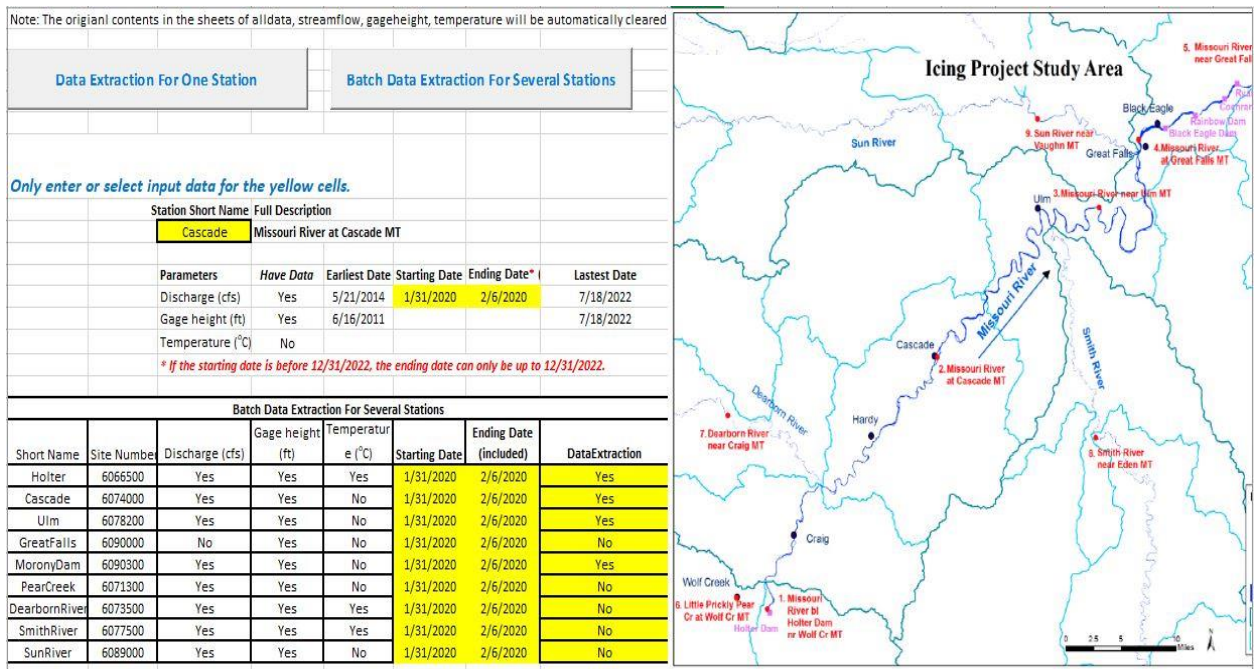 Note: The origianl contents in the sheets of alldata, streamflow, gageheight, temperature will be automatically cleared
Data Extraction For One Station
Batch Data Extraction For Several Stations
Only enter or select input data for the yellow cells.
Station Short Name Full Description
Cascade Missouri River at Cascade MT
Parameters Have Data Earliest Date Starting Date Ending Date* ( Lastest Date
Discharge (cfs) Yes 5/21/2014 1/31/2020 2/6/2020 7/18/2022
Gage height (ft) Yes 6/16/2011 7/18/2022
Temperature (°C) No
* If the starting date is before 12/31/2022, the ending date can only be up to 12/31/2022.
Batch Data Extraction For Several Stations
Gage height Temperatur Ending Date
Short Name Site Number Discharge (cfs) (ft) e (°C) Starting Date (included) DataExtraction
Holter 6066500 Yes Yes Yes 1/31/2020 2/6/2020 Yes
Cascade 6074000 Yes Yes No 1/31/2020 2/6/2020 Yes
Ulm 6078200 Yes Yes No 1/31/2020 2/6/2020 Yes
GreatFalls 6090000 No Yes No 1/31/2020 2/6/2020 No
MoronyDam 6090300 Yes Yes No 1/31/2020 2/6/2020 Yes
PearCreek 6071300 Yes Yes No 1/31/2020 2/6/2020 No
DearbornRiver 6073500 Yes Yes Yes 1/31/2020 2/6/2020 No
SmithRiver 6077500 Yes Yes Yes 1/31/2020 2/6/2020 No
SunRiver 6089000 Yes Yes No 1/31/2020 2/6/2020 No
Icing Project Study Area
5. Missouri River
near Great Fal
Black Eagle
Rainbow Dam
Black Eagle Dam
9. Sun River near
Vaughn MT
Sun River
Great Falls
4.Missouri River
at Great Falls MT
3.Missouri River near Ulm MT
Ulm
Missouri River
Cascade
2. Missouri River
at Cascade MT
Smith River
Dearborn River
Hardy
7. Dearborn River
near Craig MT
8. Smith River
near Eden MT
Craig
Wolf Creek
6. Little Prickly Pear
Cr at Wolf Cr MT
Holter Dam
1. Missouri
River bl
Holter Dam
nr Wolf Cr MT
0 2.5 5 10
Miles
N